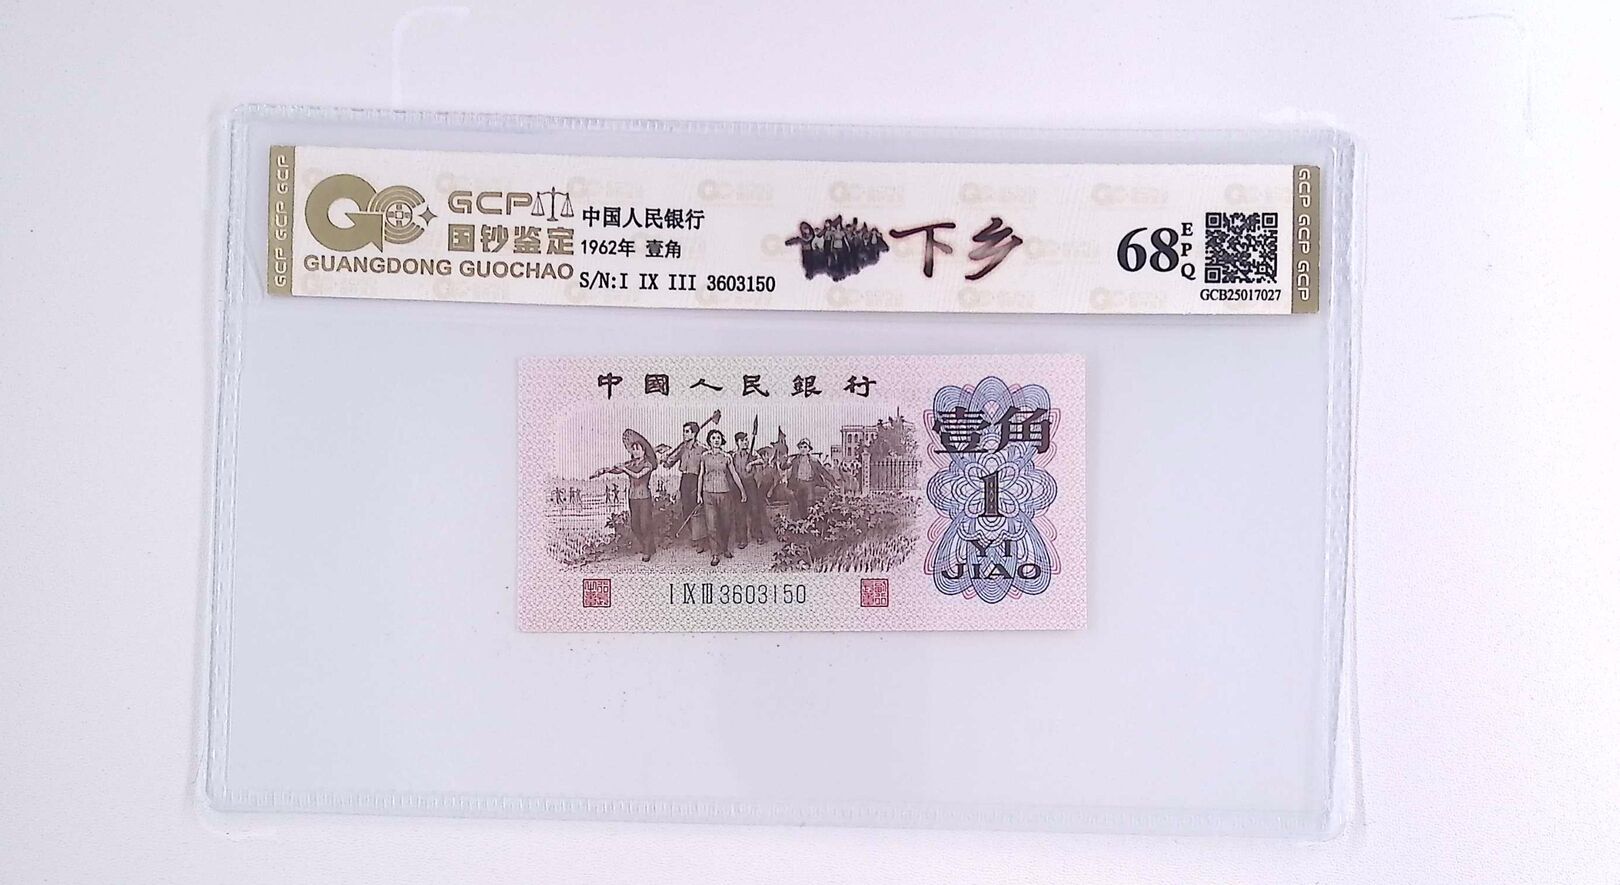 GCP GCP GCP
GCP
国钞鉴定
GUANGDONG GUOCHAO
中国人民银行
1962年 壹角
S/N:I IX III 3603150
下乡
68
EPQ
GCB25017027
GCP GCP GCP
中國人民銀行
壹角
1
YI
JIAO
I IX III 3603150